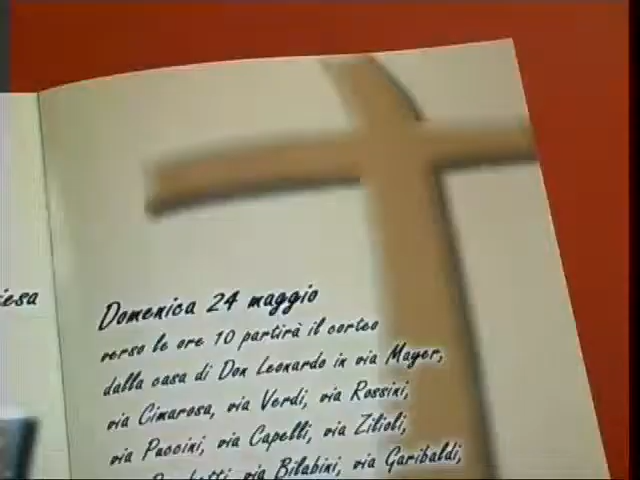 Domenica 24 maggio
verso le ore 10 partirà il corteo
dalla casa di Don Leonardo in via Mayer,
via Cimarosa, via Verdi, via Rossini,
via Puccini, via Capelli, via Zilioli,
via Bilabini, via Garibaldi,